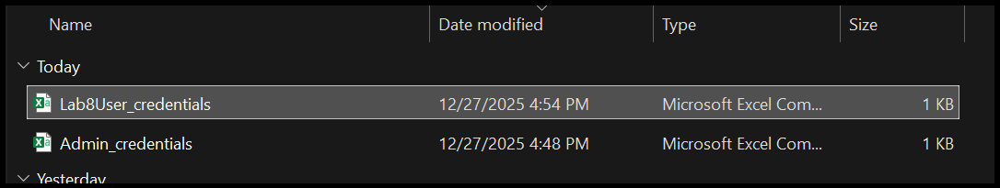 Name Date modified Type Size
Today
Lab8User_credentials 12/27/2025 4:54 PM Microsoft Excel Com... 1 KB
Admin_credentials 12/27/2025 4:48 PM Microsoft Excel Com... 1 KB
Yesterday